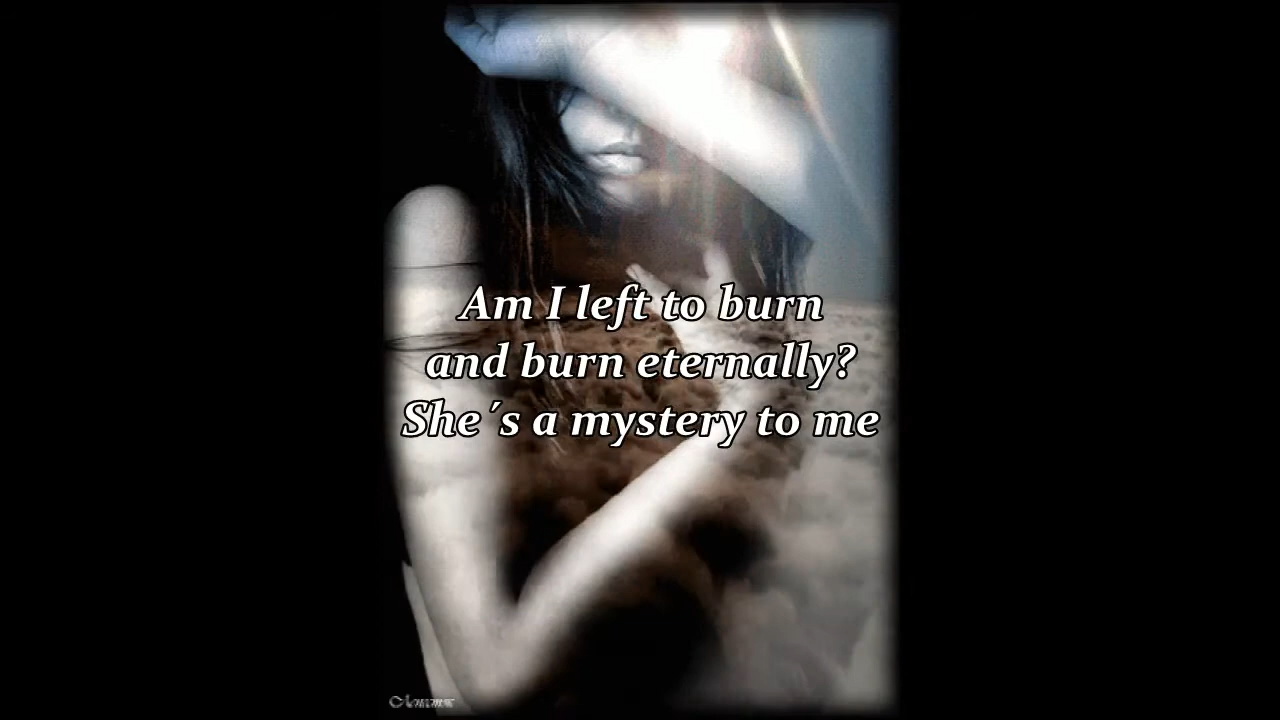 Am I left to burn
and burn eternally?
She´s a mystery to me